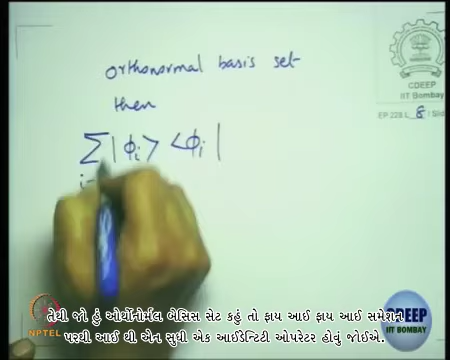 orthonormal basis set
then
∑ |ϕi> <ϕi|
i
CDEEP
IIT Bombay
EP 228 L 8 / Slid
તેથી જો હું ઓર્થોનોર્મલ બેસિસ સેટ કહું તો ફાય આઈ ફાય આઈ સમેશન
પરથી આઈ થી એન સુધી એક આઈડેન્ટિટી ઓપરેટર હોવું જોઈએ.
NPTEL
CDEEP
IIT BOMBAY